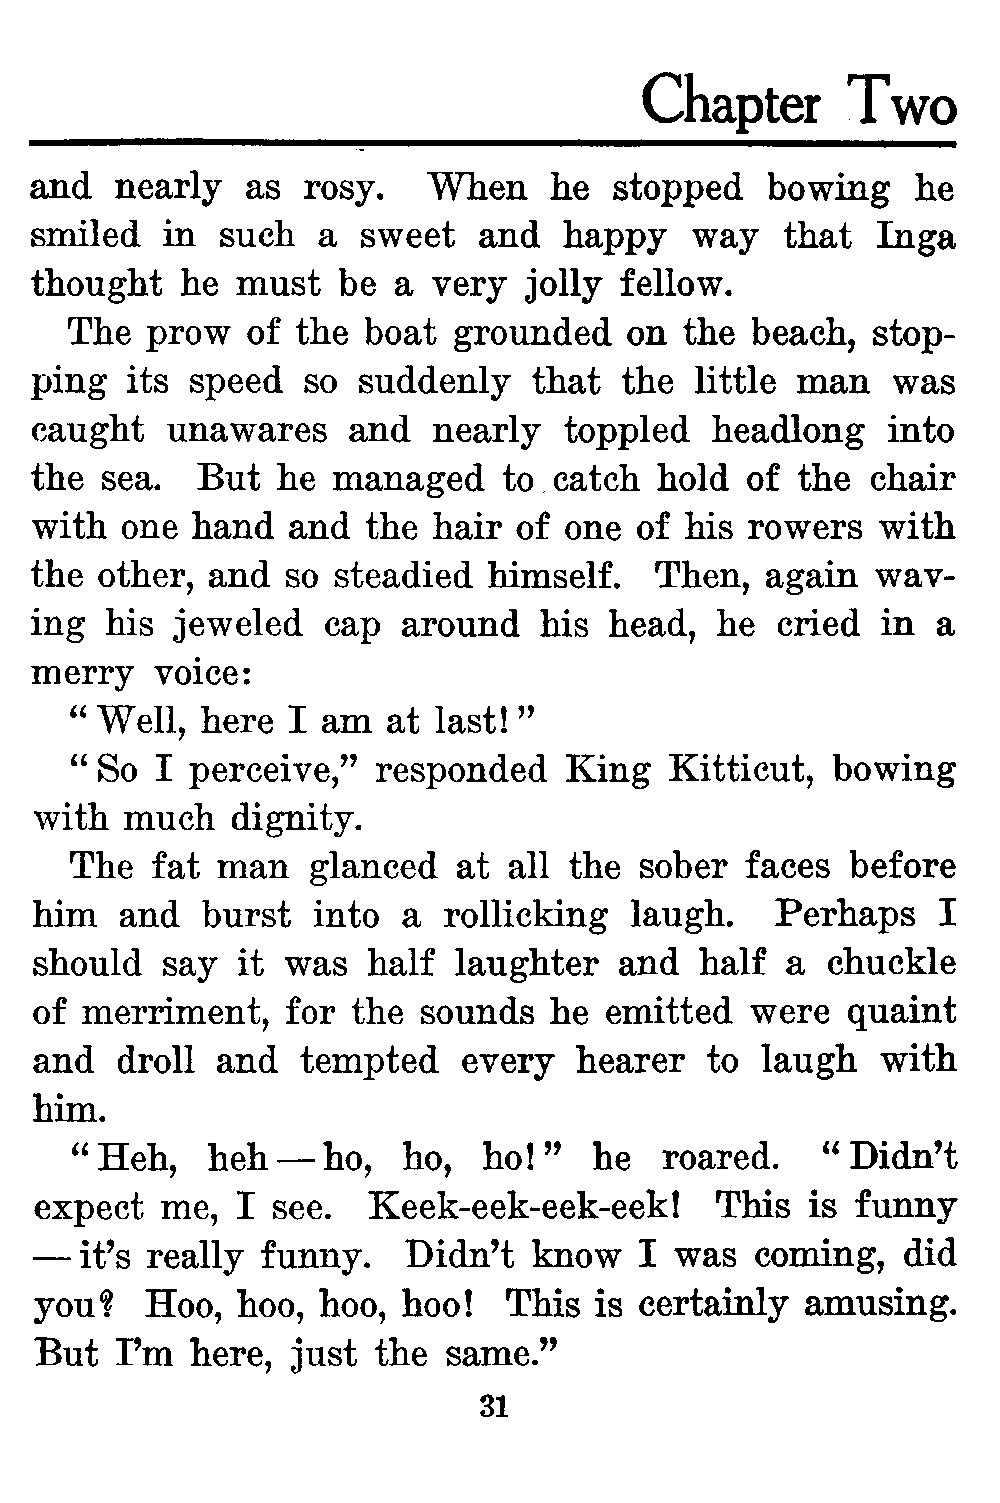 Chapter Two
and nearly as rosy. When he stopped bowing he
smiled in such a sweet and happy way that Inga
thought he must be a very jolly fellow.
The prow of the boat grounded on the beach, stop-
ping its speed so suddenly that the little man was
caught unawares and nearly toppled headlong into
the sea. But he managed to catch hold of the chair
with one hand and the hair of one of his rowers with
the other, and so steadied himself. Then, again wav-
ing his jeweled cap around his head, he cried in a
merry voice:
“Well, here I am at last!”
“So I perceive,” responded King Kitticut, bowing
with much dignity.
The fat man glanced at all the sober faces before
him and burst into a rollicking laugh. Perhaps I
should say it was half laughter and half a chuckle
of merriment, for the sounds he emitted were quaint
and droll and tempted every hearer to laugh with
him.
“Heh, heh — ho, ho, ho!” he roared. “Didn’t
expect me, I see. Keek-eek-eek-eek! This is funny
— it’s really funny. Didn’t know I was coming, did
you? Hoo, hoo, hoo, hoo! This is certainly amusing.
But I’m here, just the same.”
31